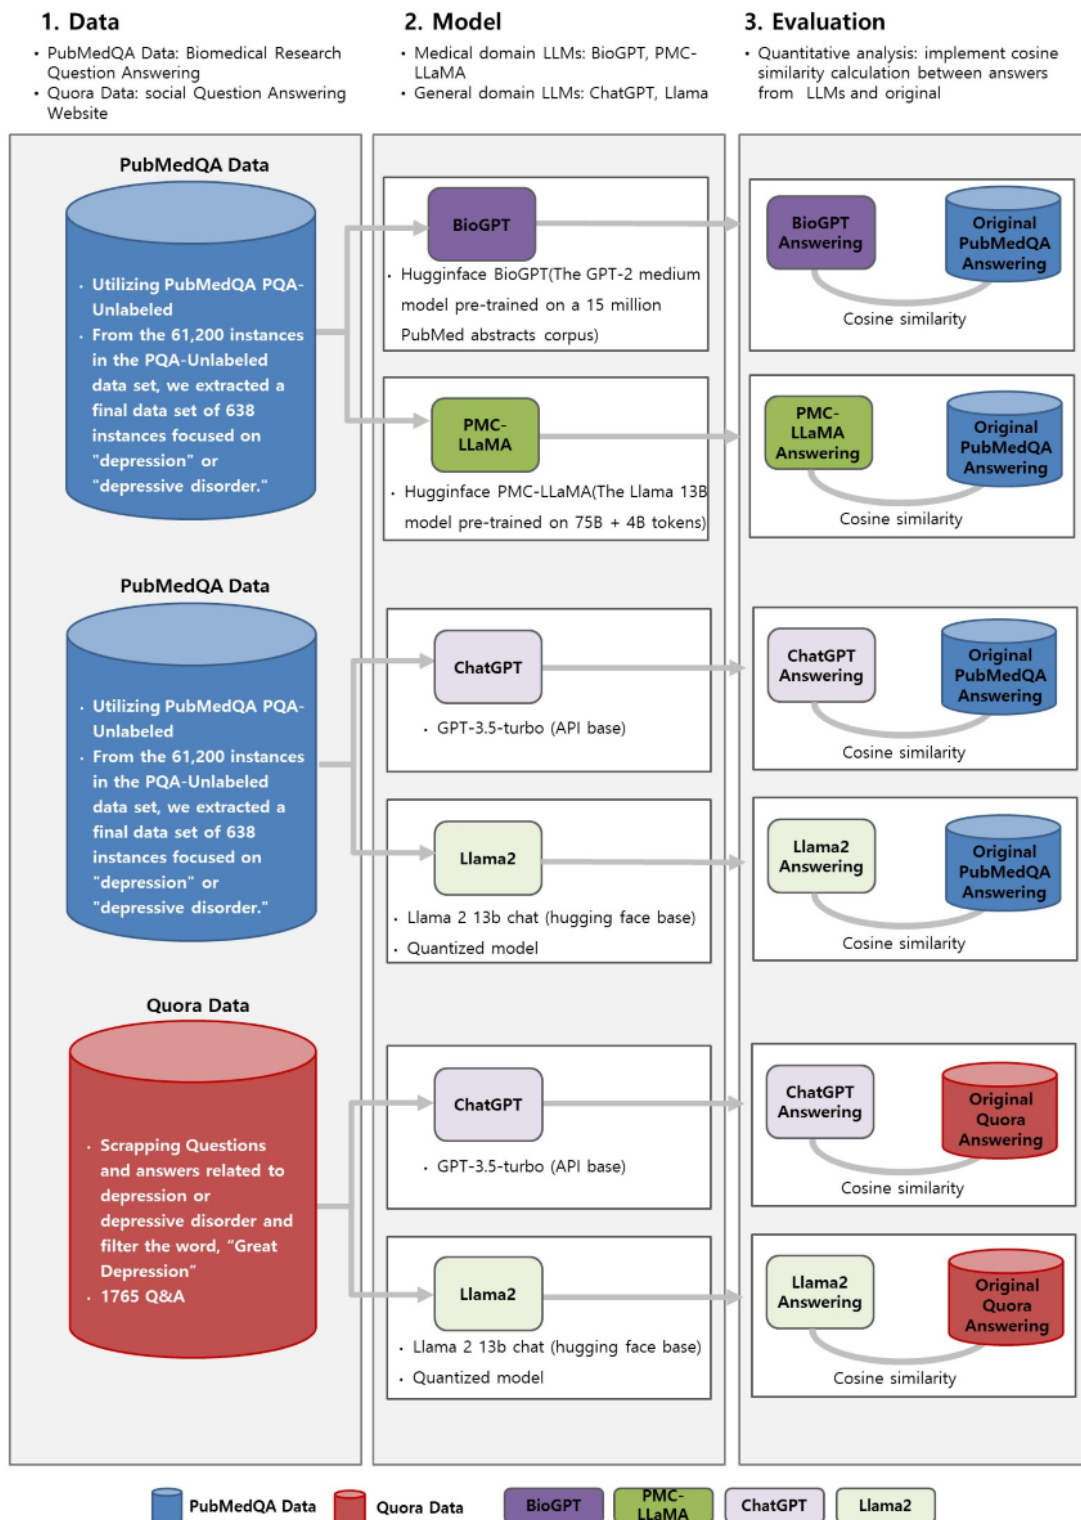 1. Data
• PubMedQA Data: Biomedical Research
Question Answering
• Quora Data: social Question Answering
Website
2. Model
• Medical domain LLMs: BioGPT, PMC-
LLaMA
• General domain LLMs: ChatGPT, Llama
3. Evaluation
• Quantitative analysis: implement cosine
similarity calculation between answers
from LLMs and original
PubMedQA Data
• Utilizing PubMedQA PQA-
Unlabeled
• From the 61,200 instances
in the PQA-Unlabeled
data set, we extracted a
final data set of 638
instances focused on
"depression" or
"depressive disorder."
BioGPT
• Hugginface BioGPT(The GPT-2 medium
model pre-trained on a 15 million
PubMed abstracts corpus)
BioGPT
Answering
Original
PubMedQA
Answering
Cosine similarity
PMC-
LLaMA
• Hugginface PMC-LLaMA(The Llama 13B
model pre-trained on 75B + 4B tokens)
PMC-
LLaMA
Answering
Original
PubMedQA
Answering
Cosine similarity
PubMedQA Data
• Utilizing PubMedQA PQA-
Unlabeled
• From the 61,200 instances
in the PQA-Unlabeled
data set, we extracted a
final data set of 638
instances focused on
"depression" or
"depressive disorder."
ChatGPT
• GPT-3.5-turbo (API base)
ChatGPT
Answering
Original
PubMedQA
Answering
Cosine similarity
Llama2
• Llama 2 13b chat (hugging face base)
• Quantized model
Llama2
Answering
Original
PubMedQA
Answering
Cosine similarity
Quora Data
• Scrapping Questions
and answers related to
depression or
depressive disorder and
filter the word, “Great
Depression”
• 1765 Q&A
ChatGPT
• GPT-3.5-turbo (API base)
ChatGPT
Answering
Original
Quora
Answering
Cosine similarity
Llama2
• Llama 2 13b chat (hugging face base)
• Quantized model
Llama2
Answering
Original
Quora
Answering
Cosine similarity
PubMedQA Data
Quora Data
BioGPT
PMC-
LLaMA
ChatGPT
Llama2